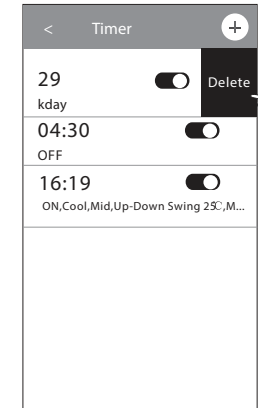 < Timer +
29 Delete
kday
04:30
OFF
16:19
ON,Cool,Mid,Up-Down Swing 25℃,M...